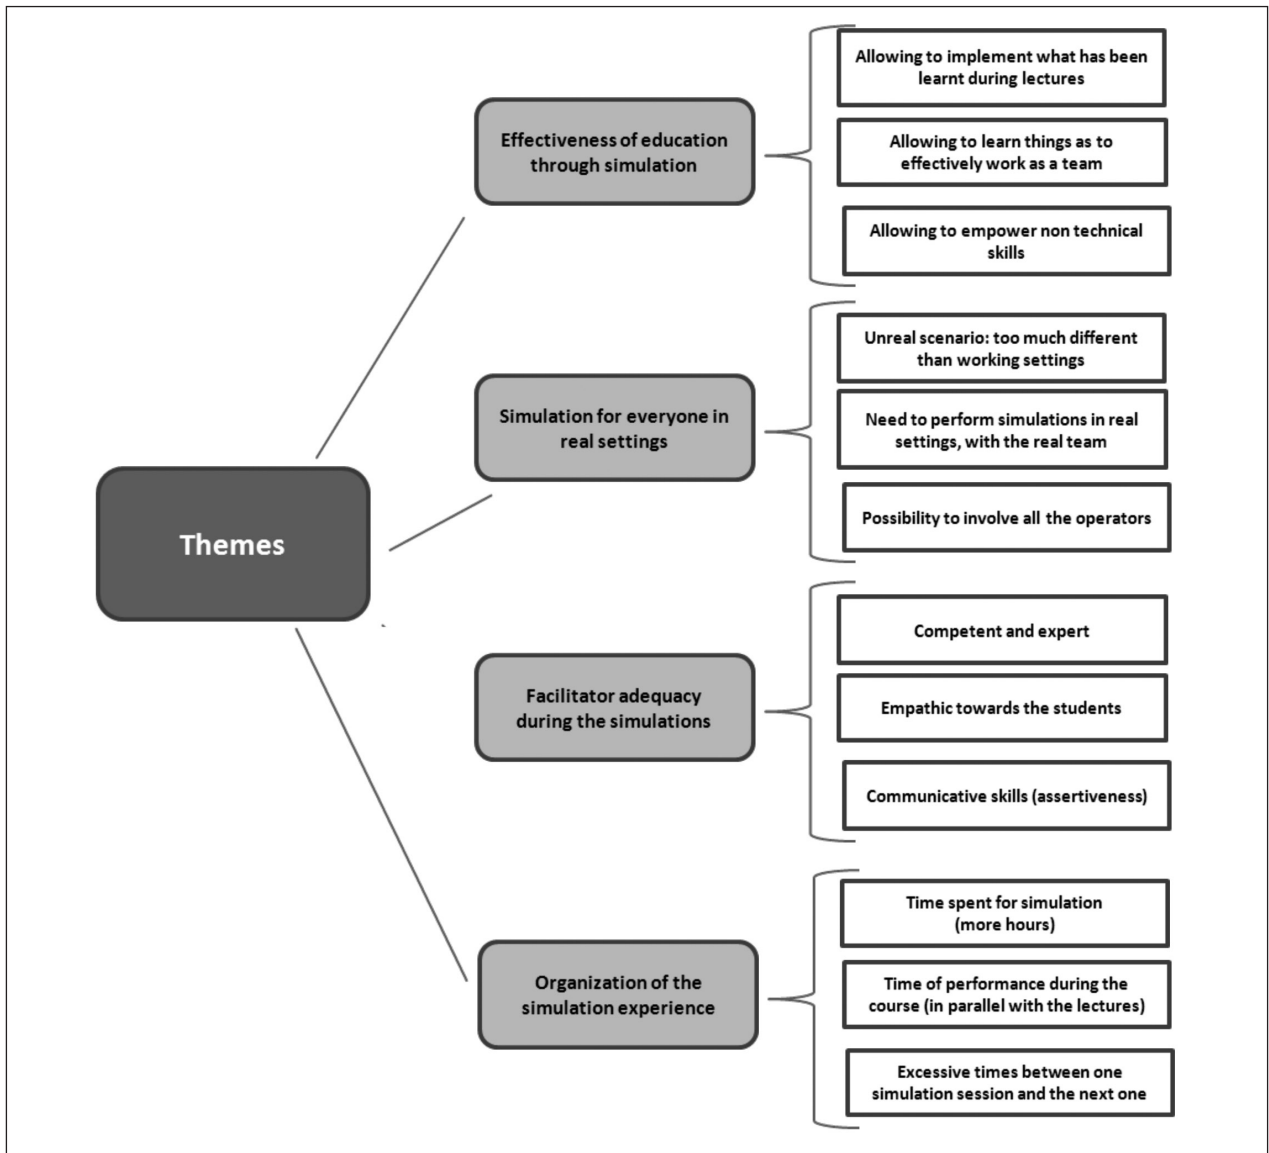 Themes
Effectiveness of education
through simulation
Allowing to implement what has been
learnt during lectures
Allowing to learn things as to
effectively work as a team
Allowing to empower non technical
skills
Simulation for everyone in
real settings
Unreal scenario: too much different
than working settings
Need to perform simulations in real
settings, with the real team
Possibility to involve all the operators
Facilitator adequacy
during the simulations
Competent and expert
Empathic towards the students
Communicative skills (assertiveness)
Organization of the
simulation experience
Time spent for simulation
(more hours)
Time of performance during the
course (in parallel with the lectures)
Excessive times between one
simulation session and the next one